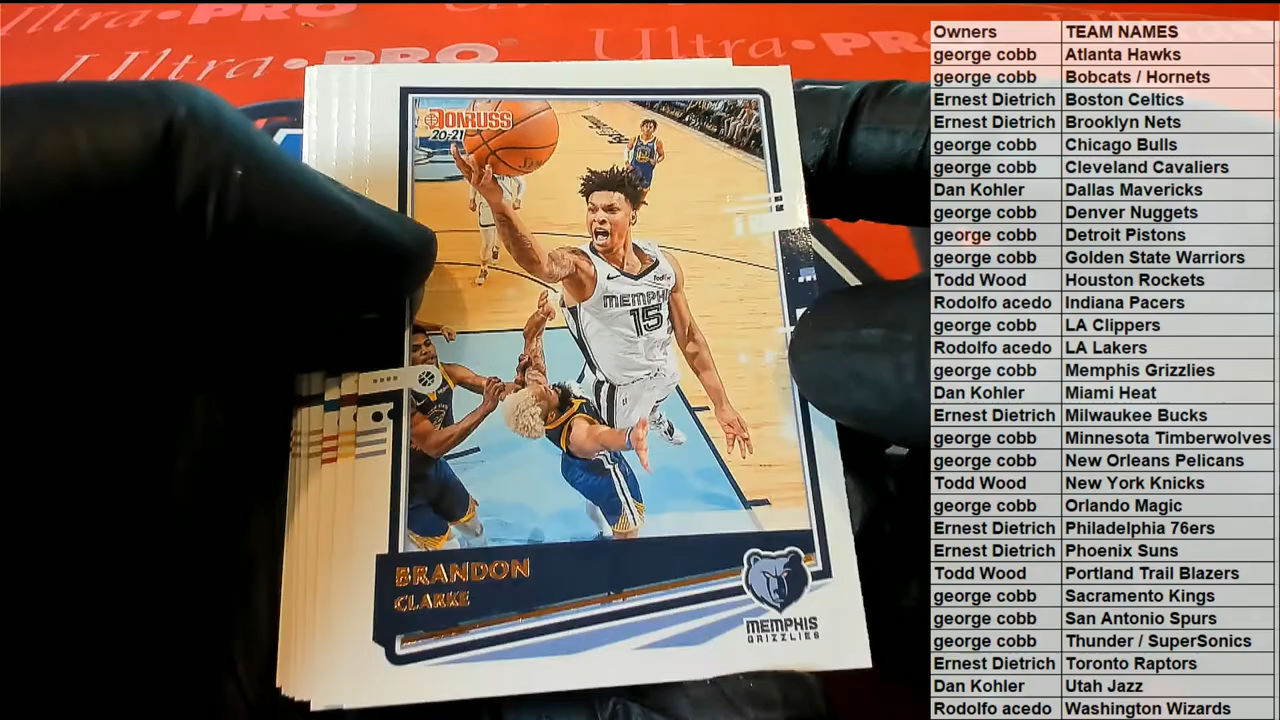 Ultra PRO
Ultra PRO
Ultra PRO
DONRUSS
20-21
FedEx
MEMPHIS
15
BRANDON
CLARKE
MEMPHIS
GRIZZLIES
Owners TEAM NAMES
george cobb Atlanta Hawks
george cobb Bobcats / Hornets
Ernest Dietrich Boston Celtics
Ernest Dietrich Brooklyn Nets
george cobb Chicago Bulls
george cobb Cleveland Cavaliers
Dan Kohler Dallas Mavericks
george cobb Denver Nuggets
george cobb Detroit Pistons
george cobb Golden State Warriors
Todd Wood Houston Rockets
Rodolfo acedo Indiana Pacers
george cobb LA Clippers
Rodolfo acedo LA Lakers
george cobb Memphis Grizzlies
Dan Kohler Miami Heat
Ernest Dietrich Milwaukee Bucks
george cobb Minnesota Timberwolves
george cobb New Orleans Pelicans
Todd Wood New York Knicks
george cobb Orlando Magic
Ernest Dietrich Philadelphia 76ers
Ernest Dietrich Phoenix Suns
Todd Wood Portland Trail Blazers
george cobb Sacramento Kings
george cobb San Antonio Spurs
george cobb Thunder / SuperSonics
Ernest Dietrich Toronto Raptors
Dan Kohler Utah Jazz
Rodolfo acedo Washington Wizards